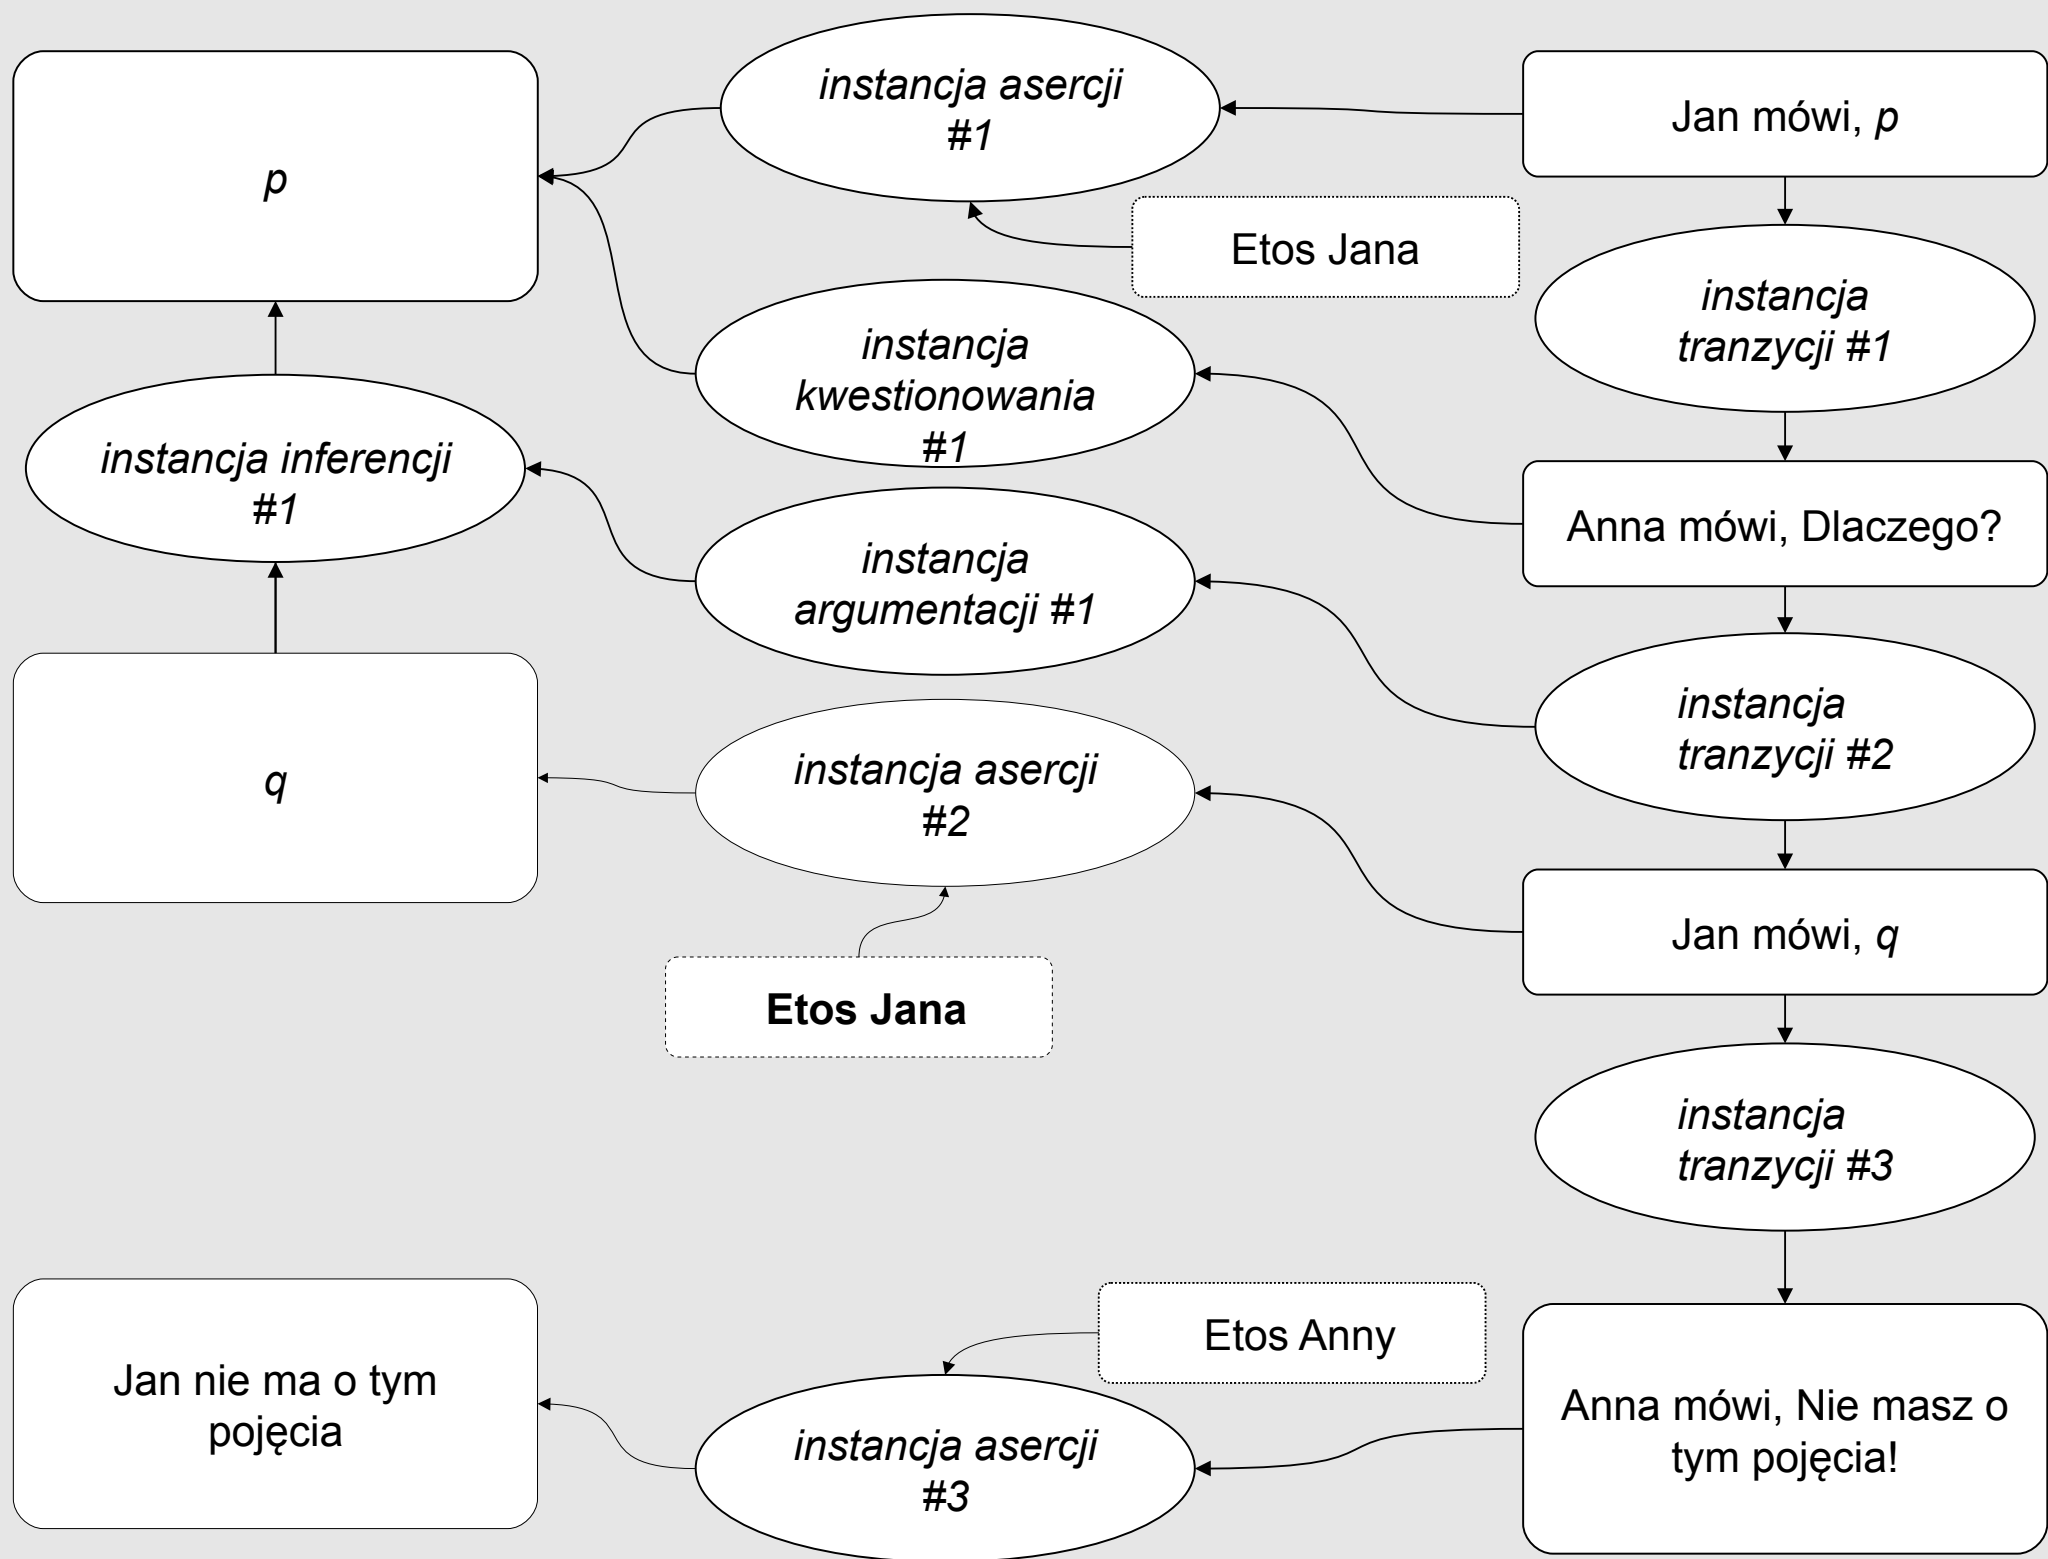 instancja asercji
#1
Jan mówi, p
p
Etos Jana
instancja
tranzycji #1
instancja
kwestionowania
#1
instancja inferencji
#1
Anna mówi, Dlaczego?
instancja
argumentacji #1
instancja
tranzycji #2
q
instancja asercji
#2
Jan mówi, q
Etos Jana
instancja
tranzycji #3
Etos Anny
Jan nie ma o tym
pojęcia
Anna mówi, Nie masz o
tym pojęcia!
instancja asercji
#3